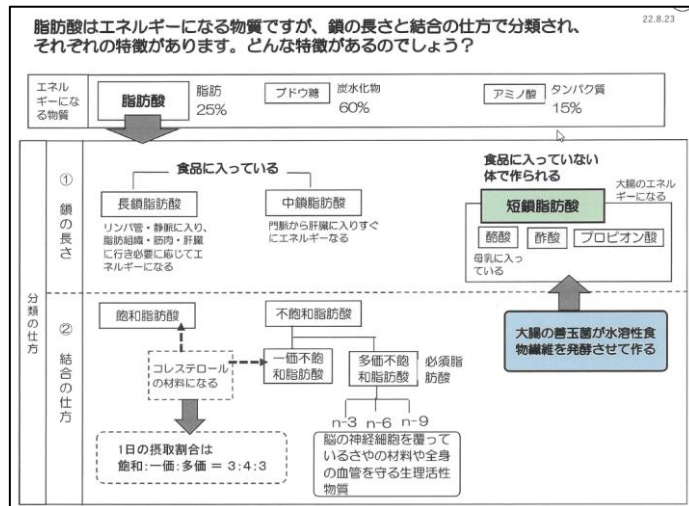 22.8.23
脂肪酸はエネルギーになる物質ですが、鎖の長さと結合の仕方で分類され、
それぞれの特徴があります。どんな特徴があるのでしょう？
エネル
ギーにな
る物質
脂肪酸
脂肪
25%
ブドウ糖
炭水化物
60%
アミノ酸
タンパク質
15%
分類の仕方
① 鎖の長さ
食品に入っている
長鎖脂肪酸
リンパ管・静脈に入り、
脂肪組織・筋肉・肝臓
に行き必要に応じてエ
ネルギーになる
中鎖脂肪酸
門脈から肝臓に入りすぐ
にエネルギーなる
食品に入っていない
体で作られる
短鎖脂肪酸
大腸のエネル
ギーになる
酪酸
酢酸
プロピオン酸
母乳に入っ
ている
大腸の善玉菌が水溶性食
物繊維を発酵させて作る
② 結合の仕方
飽和脂肪酸
不飽和脂肪酸
コレステロール
の材料になる
一価不飽
和脂肪酸
多価不飽
和脂肪酸
必須脂
肪酸
n-3 n-6 n-9
1日の摂取割合は
飽和:一価:多価 = 3:4:3
脳の神経細胞を覆って
いるさやの材料や全身
の血管を守る生理活性
物質